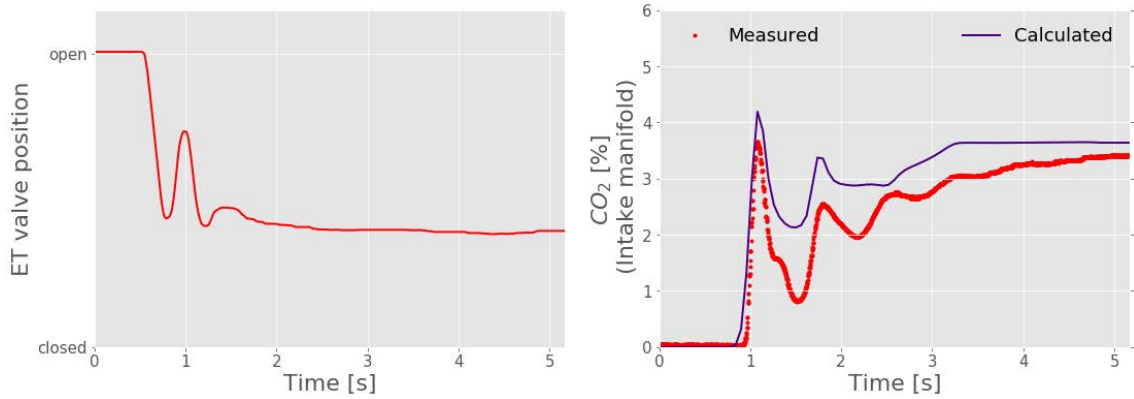 open
closed
ET valve position
0 1 2 3 4 5
Time [s]
6
5
4
3
2
1
0
CO2 [%]
(Intake manifold)
Measured
Calculated
0 1 2 3 4 5
Time [s]